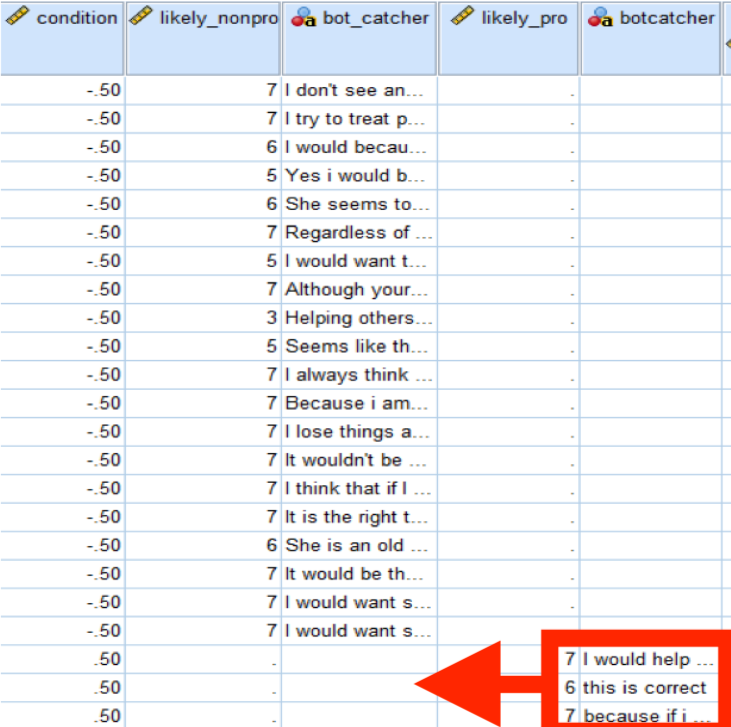 condition likely_nonpro bot_catcher likely_pro botcatcher
-.50 7 I don't see an... .
-.50 7 I try to treat p... .
-.50 6 I would becau... .
-.50 5 Yes i would b... .
-.50 6 She seems to... .
-.50 7 Regardless of ... .
-.50 5 I would want t... .
-.50 7 Although your... .
-.50 3 Helping others... .
-.50 5 Seems like th... .
-.50 7 I always think ... .
-.50 7 Because i am... .
-.50 7 I lose things a... .
-.50 7 It wouldn't be ... .
-.50 7 I think that if I ... .
-.50 7 It is the right t... .
-.50 6 She is an old ... .
-.50 7 It would be th... .
-.50 7 I would want s... .
-.50 7 I would want s... .
.50 . 7 I would help ...
.50 . 6 this is correct
.50 . 7 because if i ...